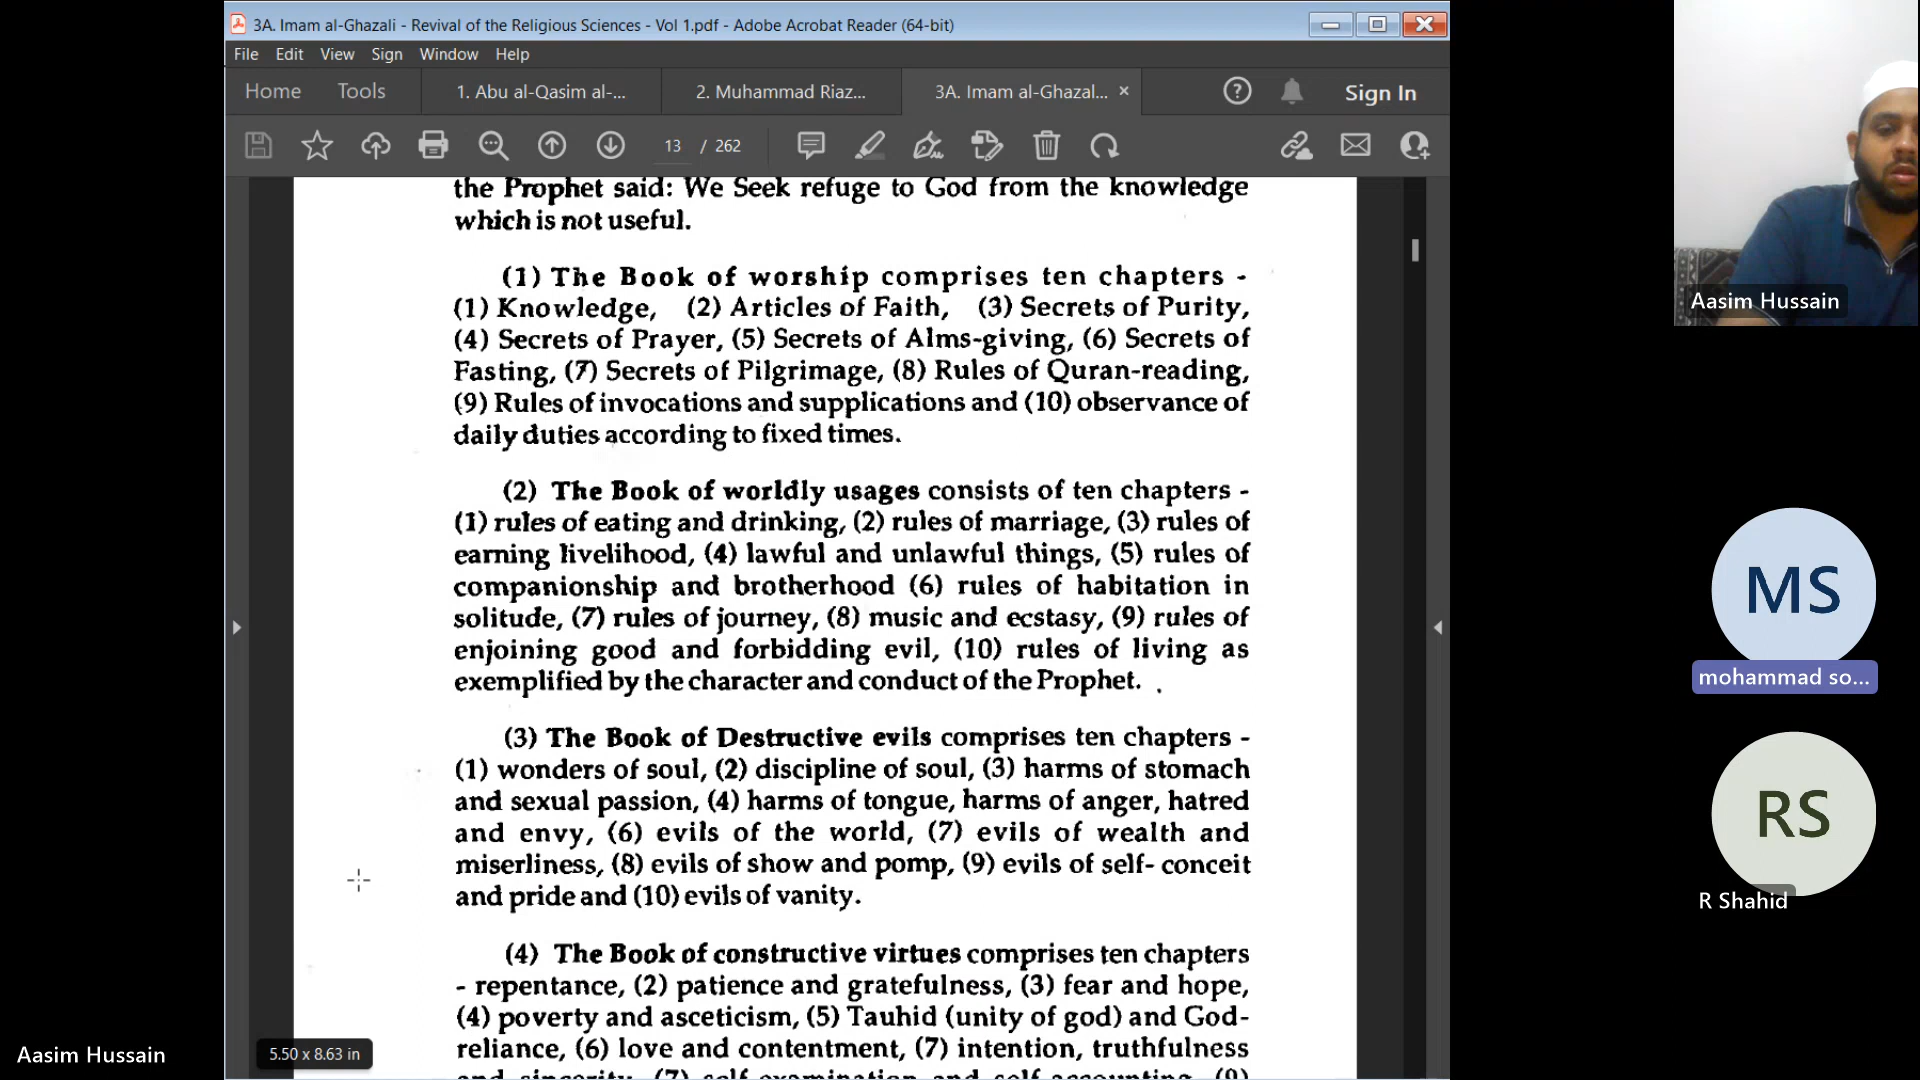 3A. Imam al-Ghazali - Revival of the Religious Sciences - Vol 1.pdf - Adobe Acrobat Reader (64-bit)
File Edit View Sign Window Help
Home Tools 1. Abu al-Qasim al-... 2. Muhammad Riaz... 3A. Imam al-Ghazal... × ? Sign In
13 / 262
the Prophet said: We Seek refuge to God from the knowledge
which is not useful.
(1) The Book of worship comprises ten chapters -
(1) Knowledge, (2) Articles of Faith, (3) Secrets of Purity,
(4) Secrets of Prayer, (5) Secrets of Alms-giving, (6) Secrets of
Fasting, (7) Secrets of Pilgrimage, (8) Rules of Quran-reading,
(9) Rules of invocations and supplications and (10) observance of
daily duties according to fixed times.
(2) The Book of worldly usages consists of ten chapters -
(1) rules of eating and drinking, (2) rules of marriage, (3) rules of
earning livelihood, (4) lawful and unlawful things, (5) rules of
companionship and brotherhood (6) rules of habitation in
solitude, (7) rules of journey, (8) music and ecstasy, (9) rules of
enjoining good and forbidding evil, (10) rules of living as
exemplified by the character and conduct of the Prophet.
(3) The Book of Destructive evils comprises ten chapters -
(1) wonders of soul, (2) discipline of soul, (3) harms of stomach
and sexual passion, (4) harms of tongue, harms of anger, hatred
and envy, (6) evils of the world, (7) evils of wealth and
miserliness, (8) evils of show and pomp, (9) evils of self- conceit
and pride and (10) evils of vanity.
(4) The Book of constructive virtues comprises ten chapters
- repentance, (2) patience and gratefulness, (3) fear and hope,
(4) poverty and asceticism, (5) Tauhid (unity of god) and God-
reliance, (6) love and contentment, (7) intention, truthfulness
and sincerity, (7) self-examination and self-accounting, (9)
5.50 x 8.63 in
Aasim Hussain
Aasim Hussain
MS
mohammad so...
RS
R Shahid